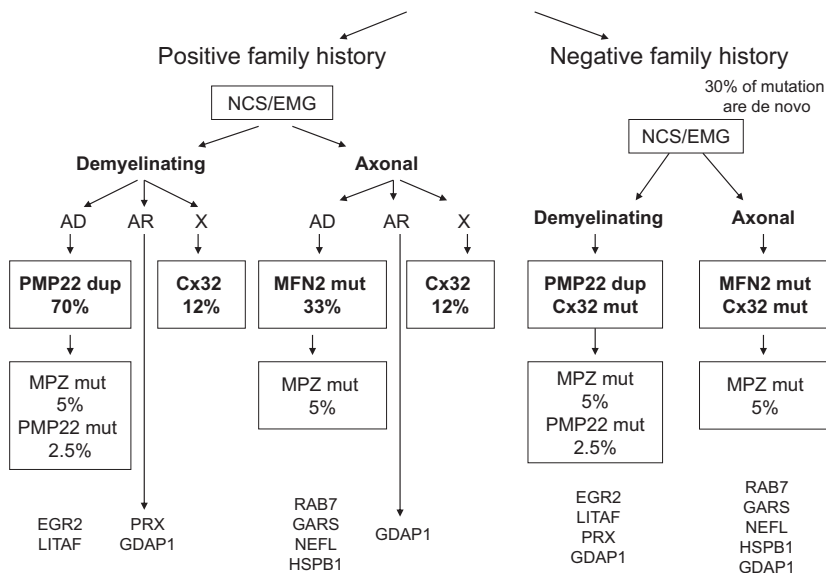 Positive family history
NCS/EMG
Demyelinating
Axonal
AD
AR
X
AD
AR
X
PMP22 dup
70%
Cx32
12%
MFN2 mut
33%
Cx32
12%
MPZ mut
5%
PMP22 mut
2.5%
MPZ mut
5%
EGR2
LITAF
PRX
GDAP1
RAB7
GARS
NEFL
HSPB1
GDAP1
Negative family history
30% of mutation
are de novo
NCS/EMG
Demyelinating
Axonal
PMP22 dup
Cx32 mut
MFN2 mut
Cx32 mut
MPZ mut
5%
PMP22 mut
2.5%
MPZ mut
5%
EGR2
LITAF
PRX
GDAP1
RAB7
GARS
NEFL
HSPB1
GDAP1